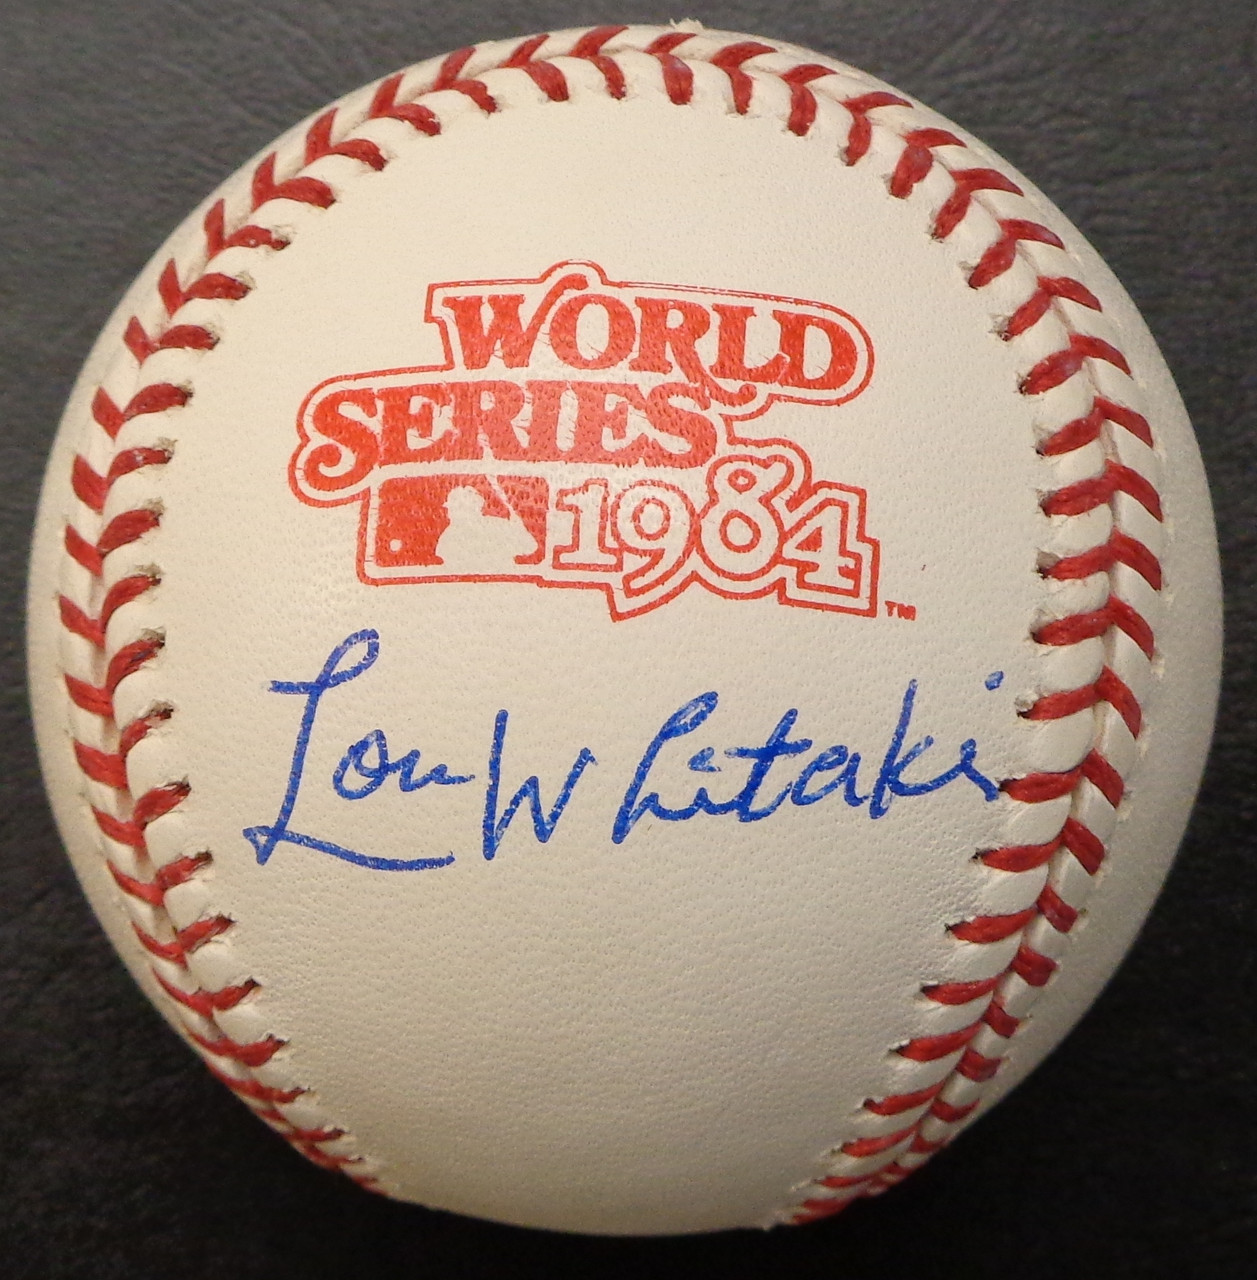 WORLD
SERIES
1984 ™
Lou Whitaker